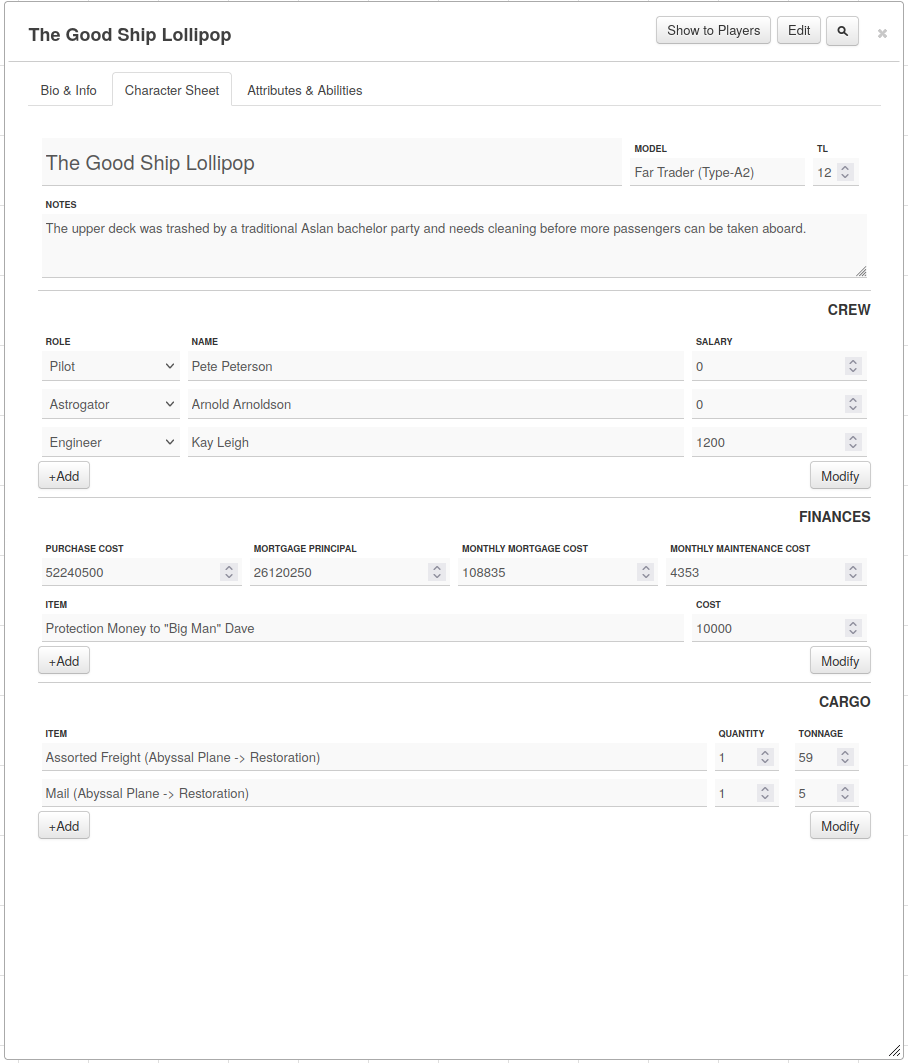 The Good Ship Lollipop
Show to Players
Edit
Bio & Info
Character Sheet
Attributes & Abilities
The Good Ship Lollipop
MODEL
Far Trader (Type-A2)
TL
12
NOTES
The upper deck was trashed by a traditional Aslan bachelor party and needs cleaning before more passengers can be taken aboard.
CREW
ROLE NAME SALARY
Pilot Pete Peterson 0
Astrogator Arnold Arnoldson 0
Engineer Kay Leigh 1200
+Add Modify
FINANCES
PURCHASE COST MORTGAGE PRINCIPAL MONTHLY MORTGAGE COST MONTHLY MAINTENANCE COST
52240500 26120250 108835 4353
ITEM COST
Protection Money to "Big Man" Dave 10000
+Add Modify
CARGO
ITEM QUANTITY TONNAGE
Assorted Freight (Abyssal Plane -> Restoration) 1 59
Mail (Abyssal Plane -> Restoration) 1 5
+Add Modify